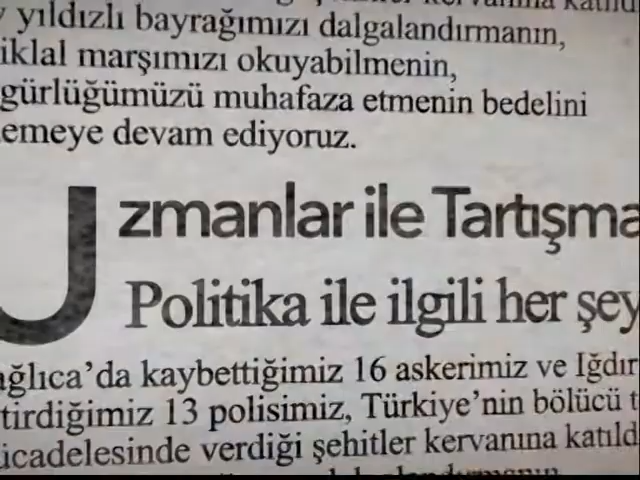 yıldızlı bayrağımızı dalgalandırmanın,
iklal marşımızı okuyabilmenin,
gürlüğümüzü muhafaza etmenin bedelini
emeye devam ediyoruz.
Uzmanlar ile Tartışma
Politika ile ilgili her şey
ağlıca’da kaybettiğimiz 16 askerimiz ve Iğdır
tirdiğimiz 13 polisimiz, Türkiye’nin bölücü t
icadelesinde verdiği şehitler kervanına katıld